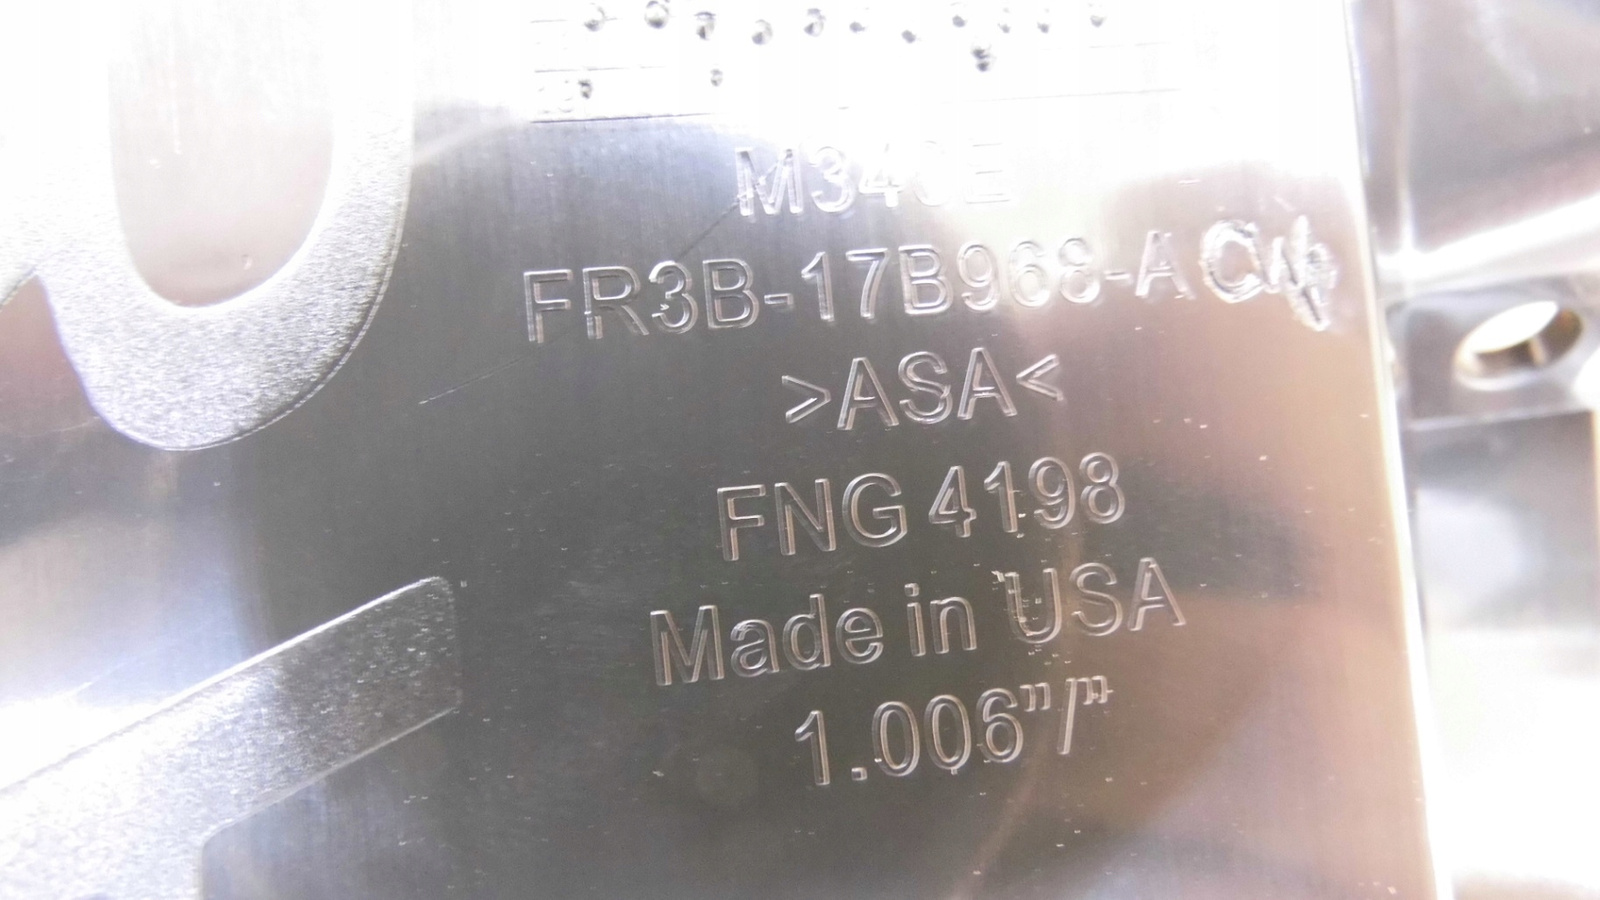 FR3B-17B968-A
>ASA<
FNG 4198
Made in USA
1.006"/"